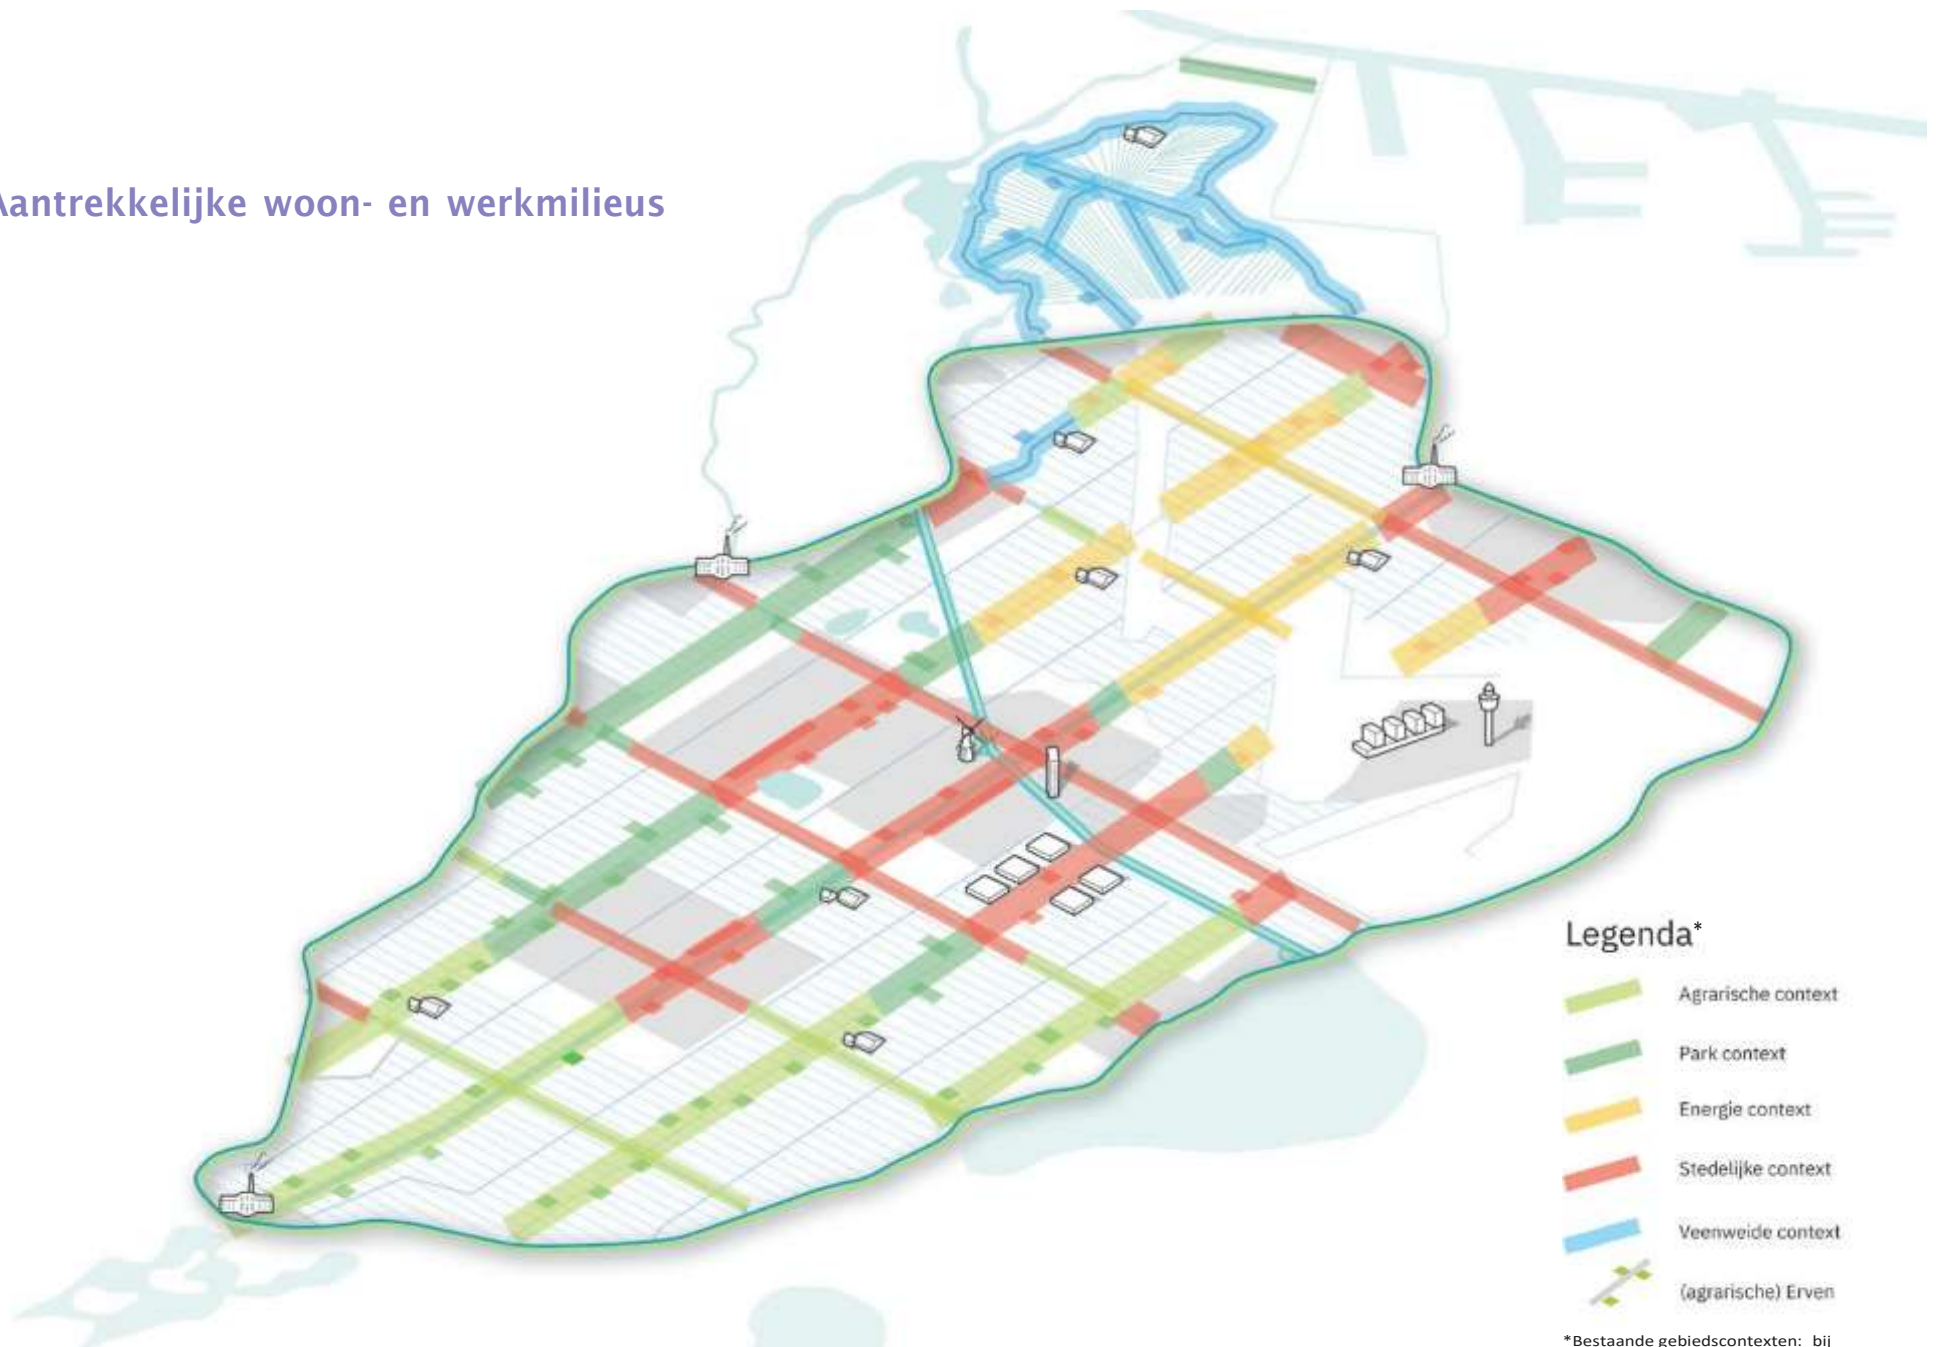 Aantrekkelijke woon- en werkmilieus
Legenda*
Agrarische context
Park context
Energie context
Stedelijke context
Veenweide context
(agrarische) Erven
*Bestaande gebiedscontexten: bij